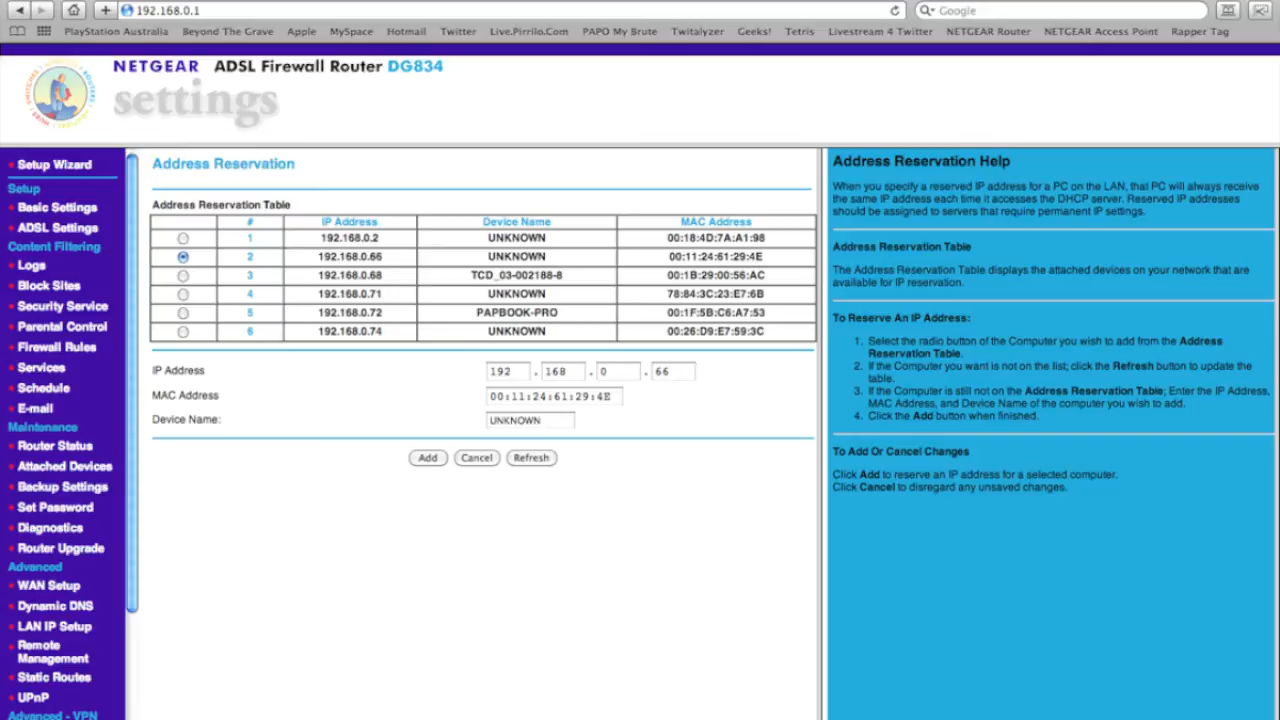 192.168.0.1
Google
PlayStation Australia Beyond The Grave Apple MySpace Hotmail Twitter Live.Pirrilo.Com PAPO My Brute Twitalyzer Geeks! Tetris Livestream 4 Twitter NETGEAR Router NETGEAR Access Point Rapper Tag
NETGEAR ADSL Firewall Router DG834
settings
Setup Wizard
Setup
Basic Settings
ADSL Settings
Content Filtering
Logs
Block Sites
Security Service
Parental Control
Firewall Rules
Services
Schedule
E-mail
Maintenance
Router Status
Attached Devices
Backup Settings
Set Password
Diagnostics
Router Upgrade
Advanced
WAN Setup
Dynamic DNS
LAN IP Setup
Remote
Management
Static Routes
UPnP
Advanced - VPN
Address Reservation
Address Reservation Table
# IP Address Device Name MAC Address
1 192.168.0.2 UNKNOWN 00:18:4D:7A:A1:98
2 192.168.0.66 UNKNOWN 00:11:24:61:29:4E
3 192.168.0.68 TCD_03-002188-8 00:1B:29:00:56:AC
4 192.168.0.71 UNKNOWN 78:84:3C:23:E7:6B
5 192.168.0.72 PAPBOOK-PRO 00:1F:5B:C6:A7:53
6 192.168.0.74 UNKNOWN 00:26:D9:E7:59:3C
IP Address 192 . 168 . 0 . 66
MAC Address 00:11:24:61:29:4E
Device Name: UNKNOWN
Add Cancel Refresh
Address Reservation Help
When you specify a reserved IP address for a PC on the LAN, that PC will always receive
the same IP address each time it accesses the DHCP server. Reserved IP addresses
should be assigned to servers that require permanent IP settings.
Address Reservation Table
The Address Reservation Table displays the attached devices on your network that are
available for IP reservation.
To Reserve An IP Address:
1. Select the radio button of the Computer you wish to add from the Address
Reservation Table.
2. If the Computer you want is not on the list; click the Refresh button to update the
table.
3. If the Computer is still not on the Address Reservation Table; Enter the IP Address,
MAC Address, and Device Name of the computer you wish to add.
4. Click the Add button when finished.
To Add Or Cancel Changes
Click Add to reserve an IP address for a selected computer.
Click Cancel to disregard any unsaved changes.